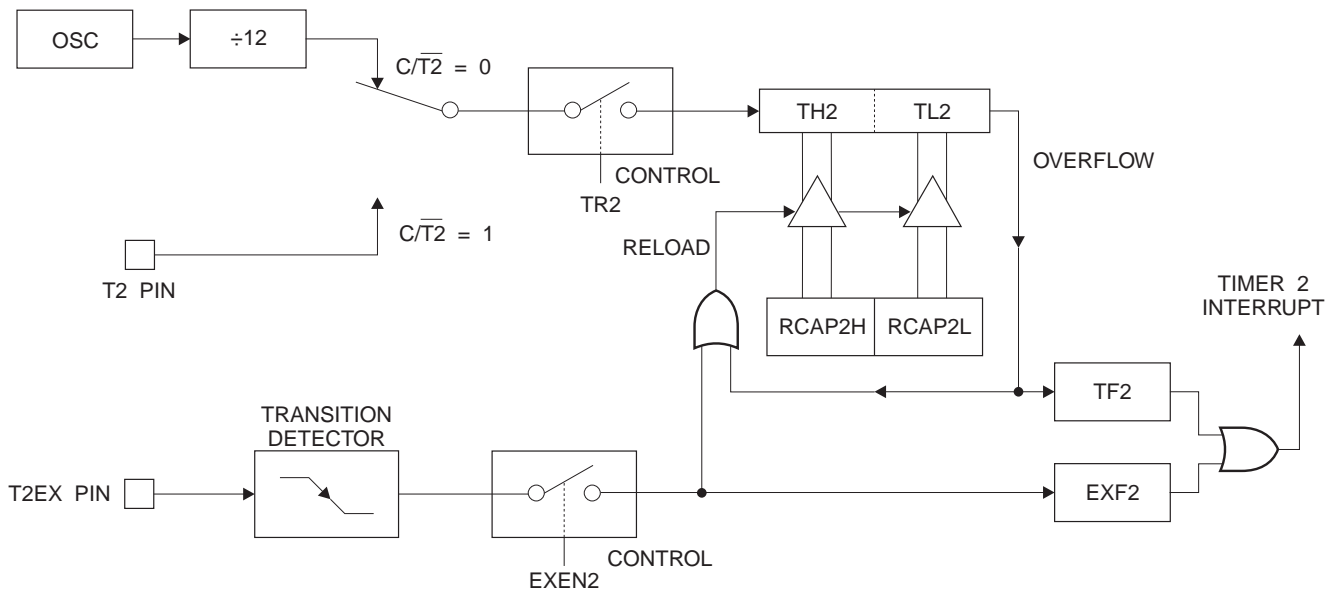 OSC
÷12
C/T2̅ = 0
TH2
TL2
OVERFLOW
CONTROL
TR2
C/T2̅ = 1
T2 PIN
RELOAD
RCAP2H
RCAP2L
TIMER 2
INTERRUPT
TF2
TRANSITION
DETECTOR
T2EX PIN
EXF2
CONTROL
EXEN2